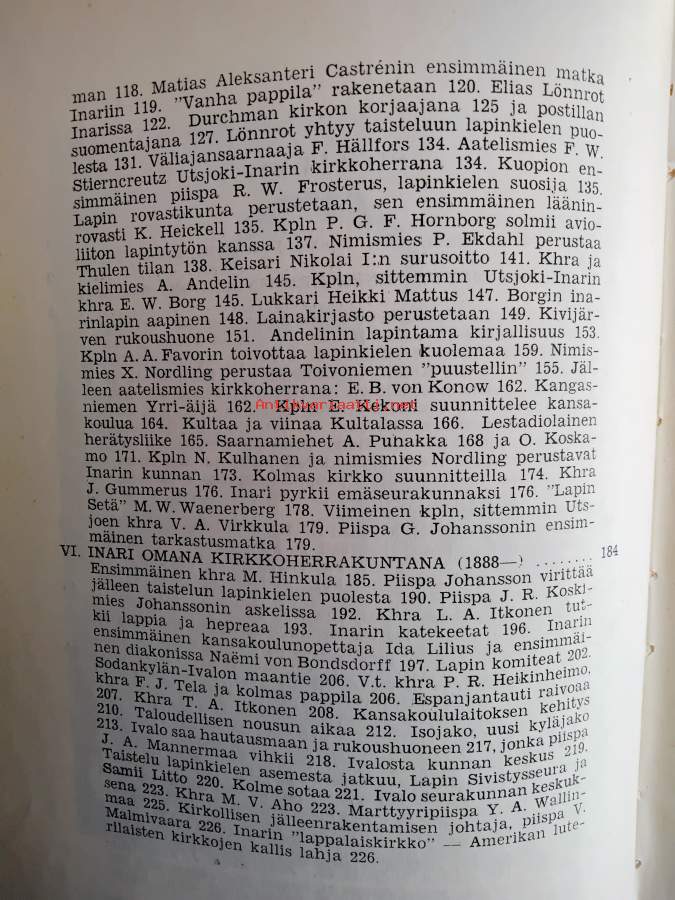 man 118. Matias Aleksanteri Castrénin ensimmäinen matka
Inariin 119. "Vanha pappila" rakenetaan 120. Elias Lönnrot
Inarissa 122. Durchman kirkon korjaajana 125 ja postillan
suomentajana 127. Lönnrot yhtyy taisteluun lapinkielen puo-
lesta 131. Väliajansaarnaaja F. Hällfors 134. Aatelismies F. W.
Stierncreutz Utsjoki-Inarin kirkkoherrana 134. Kuopion en-
simmäinen piispa R. W. Frosterus, lapinkielen suosija 135.
Lapin rovastikunta perustetaan, sen ensimmäinen läänin-
rovasti K. Heickell 135. Kpln P. G. F. Hornborg solmii avio-
liiton lapintytön kanssa 137. Nimismies P. Ekdahl perustaa
Thulen tilan 138. Keisari Nikolai I:n surusoitto 141. Khra ja
kielimies A. Andelin 145. Kpln, sittemmin Utsjoki-Inarin
khra E. W. Borg 145. Lukkari Heikki Mattus 147. Borgin ina-
rinlapin aapinen 148. Lainakirjasto perustetaan 149. Kivijär-
ven rukoushuone 151. Andelinin lapintama kirjallisuus 153.
Kpln A. A. Favorin toivottaa lapinkielen kuolemaa 159. Nimis-
mies X. Nordling perustaa Toivoniemen "puustellin" 155. Jäl-
leen aatelismies kirkkoherrana: E. B. von Konow 162. Kangas-
niemen Yrri-äijä 162. Kpln E. Kekoni suunnittelee kansa-
koulua 164. Kultaa ja viinaa Kultalassa 166. Lestadiolainen
herätysliike 165. Saarnamiehet A. Punakka 168 ja O. Koska-
mo 171. Kpln N. Kulhanen ja nimismies Nordling perustavat
Inarin kunnan 173. Kolmas kirkko suunnitteilla 174. Khra
J. Gummerus 176. Inari pyrkii emäseurakunnaksi 176. "Lapin
Setä" M. W. Waenerberg 178. Viimeinen kpln, sittemmin Uts-
joen khra V. A. Virkkula 179. Piispa G. Johanssonin ensim-
mäinen tarkastusmatka 179.
VI. INARI OMANA KIRKKOHERRAKUNTANA (1888—) ........ 184
Ensimmäinen khra M. Hinkula 185. Piispa Johansson virittää
jälleen taistelun lapinkielen puolesta 190. Piispa J. R. Koski-
mies Johanssonin askelissa 192. Khra L. A. Itkonen tut-
kii lappia ja hepreaa 193. Inarin katekeetat 196. Inarin
ensimmäinen kansakoulunopettaja Ida Lilius ja ensimmäi-
nen diakonissa Naëmi von Bondsdorff 197. Lapin komiteat 202.
Sodankylän-Ivalon maantie 206. V.t. khra P. R. Heikinheimo,
khra F. J. Tela ja kolmas pappila 206. Espanjantauti raivoaa
207. Khra T. A. Itkonen 208. Kansakoululaitoksen kehitys
210. Taloudellisen nousun aikaa 212. Isojako, uusi kyläjako
213. Ivalo saa hautausmaan ja rukoushuoneen 217, jonka piispa
J. A. Mannermaa vihkii 218. Ivalosta kunnan keskus 219.
Taistelu lapinkielen asemesta jatkuu, Lapin Sivistysseura ja
Samii Litto 220. Kolme sotaa 221. Ivalo seurakunnan keskuk-
sena 223. Khra M. V. Aho 223. Marttyyripiispa Y. A. Wallin-
maa 225. Kirkollisen jälleenrakentamisen johtaja, piispa V.
Malmivaara 226. Inarin "lappalaiskirkko" — Amerikan lute-
rilaisten kirkkojen kallis lahja 226.
Antikvariaatti.net